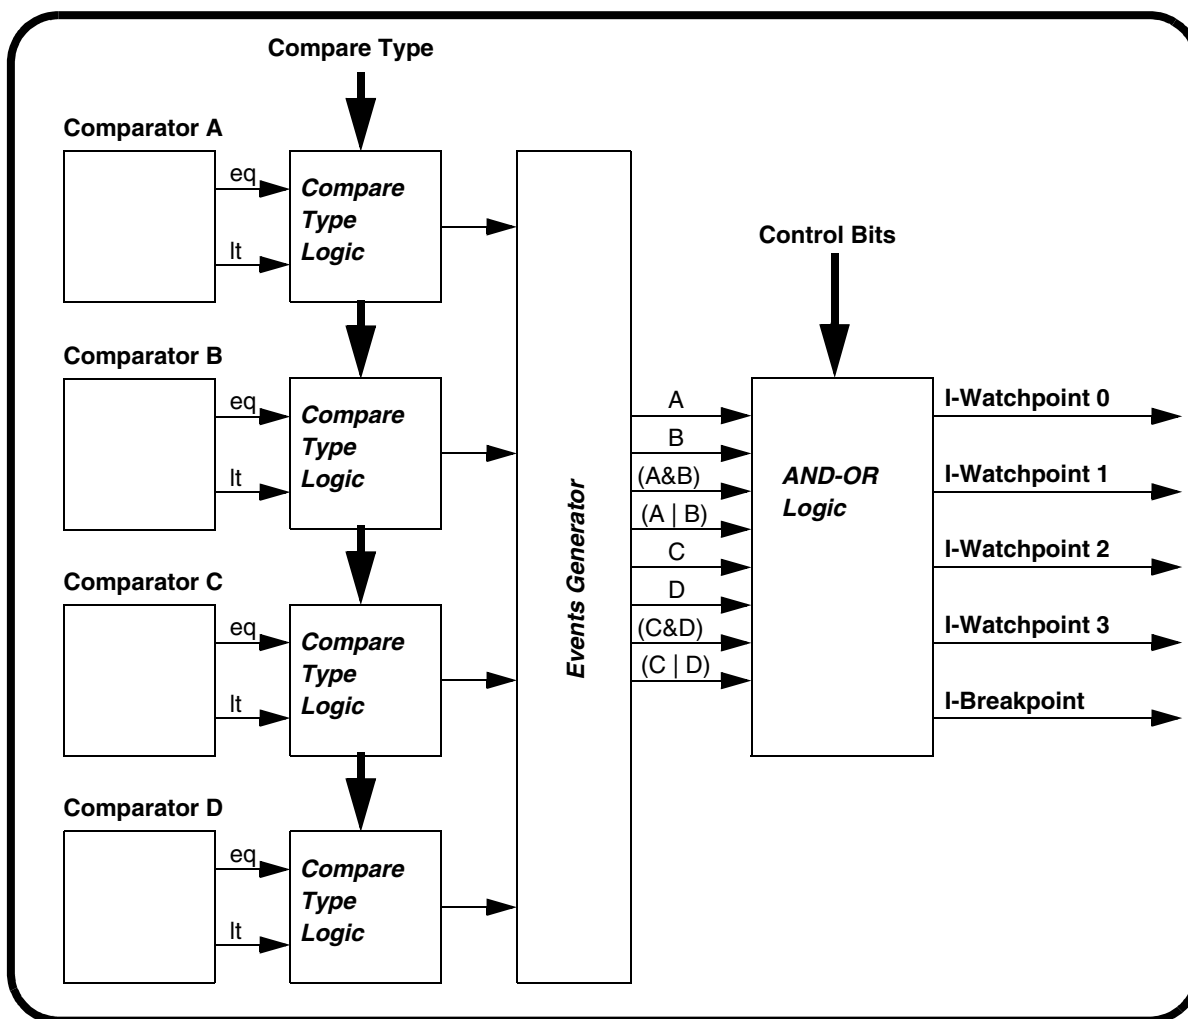 Compare Type
Comparator A
eq
lt
Compare
Type
Logic
Comparator B
eq
lt
Compare
Type
Logic
Comparator C
eq
lt
Compare
Type
Logic
Comparator D
eq
lt
Compare
Type
Logic
Events Generator
A
B
(A&B)
(A | B)
C
D
(C&D)
(C | D)
Control Bits
AND-OR
Logic
I-Watchpoint 0
I-Watchpoint 1
I-Watchpoint 2
I-Watchpoint 3
I-Breakpoint